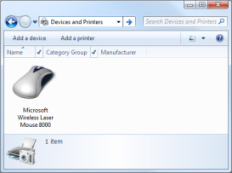 Devices and Printers
Search Devices and Printers
Add a device Add a printer
Name Category Group Manufacturer
Microsoft
Wireless Laser
Mouse 8000
1 item